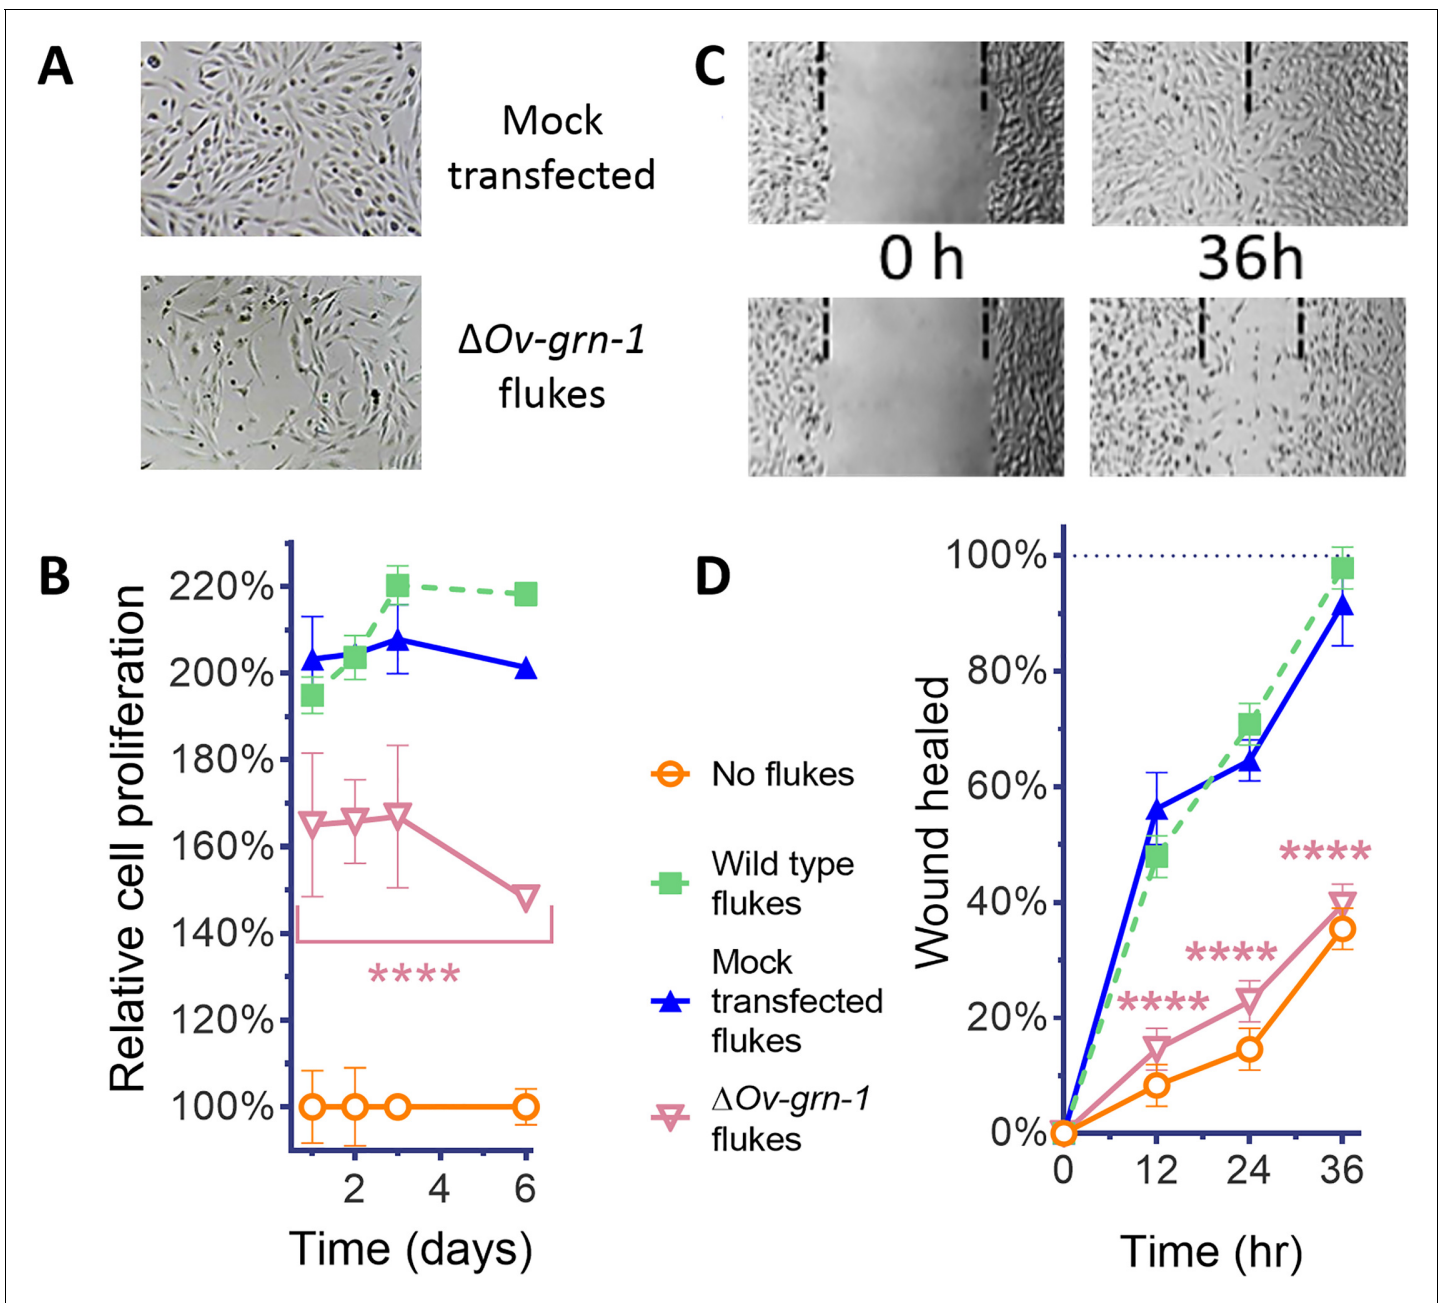 A
Mock
transfected
ΔOv-grn-1
flukes
C
0 h
36h
B
Relative cell proliferation
220%
200%
180%
160%
140%
120%
100%
****
2
4
6
Time (days)
No flukes
Wild type
flukes
Mock
transfected
flukes
ΔOv-grn-1
flukes
D
Wound healed
100%
80%
60%
40%
20%
0%
****
****
****
0
12
24
36
Time (hr)